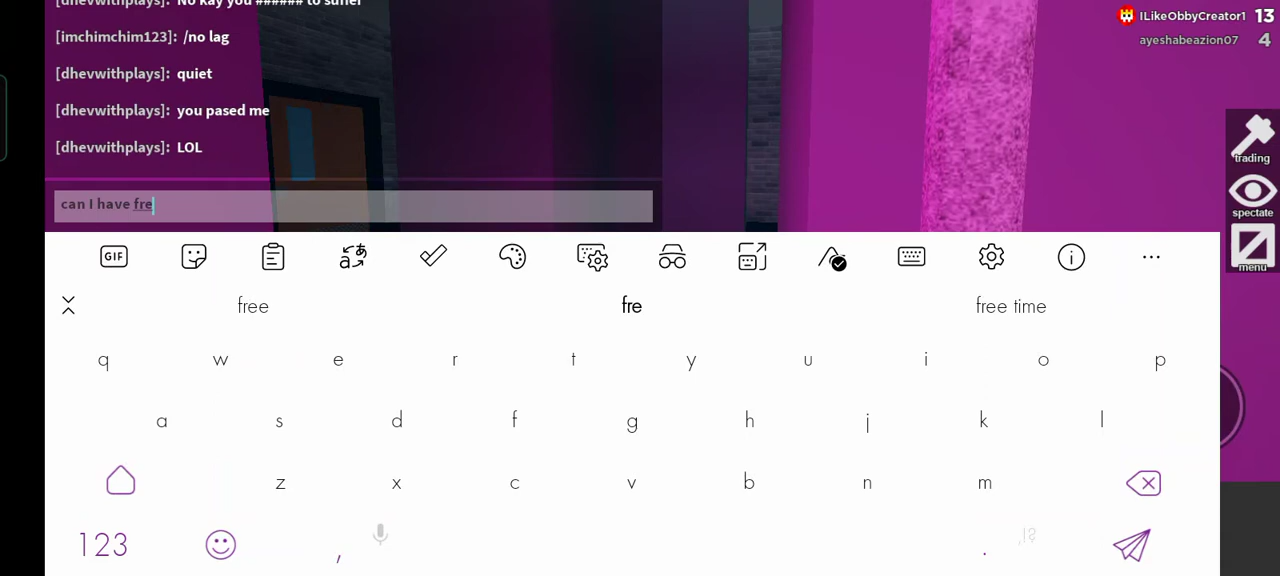 [dhevwithplays]: No kay you ###### to suffer
[imchimchim123]: /no lag
[dhevwithplays]: quiet
[dhevwithplays]: you pased me
[dhevwithplays]: LOL
can I have fre
ILikeObbyCreator1 13
ayeshabeazion07 4
trading
spectate
menu
GIF
free fre free time
q w e r t y u i o p
a s d f g h j k l
z x c v b n m
123 , . ,!?